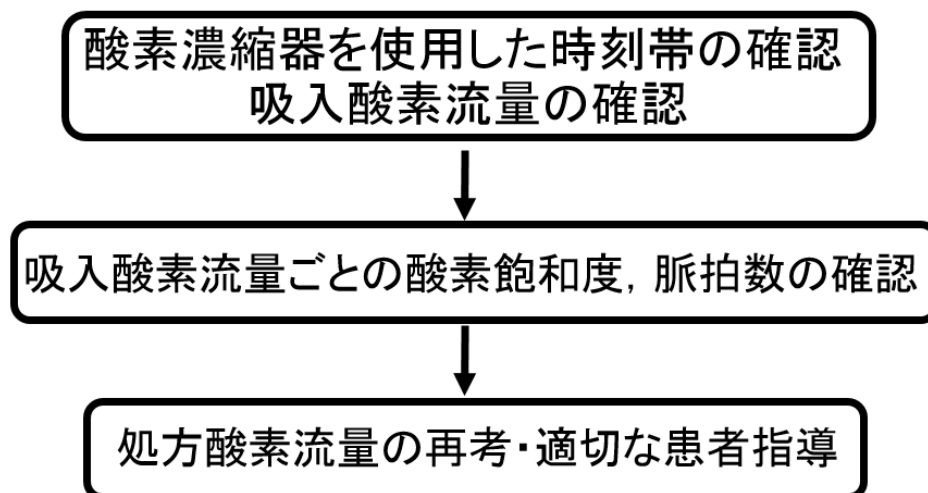 酸素濃縮器を使用した時刻帯の確認
吸入酸素流量の確認
吸入酸素流量ごとの酸素飽和度，脈拍数の確認
処方酸素流量の再考・適切な患者指導